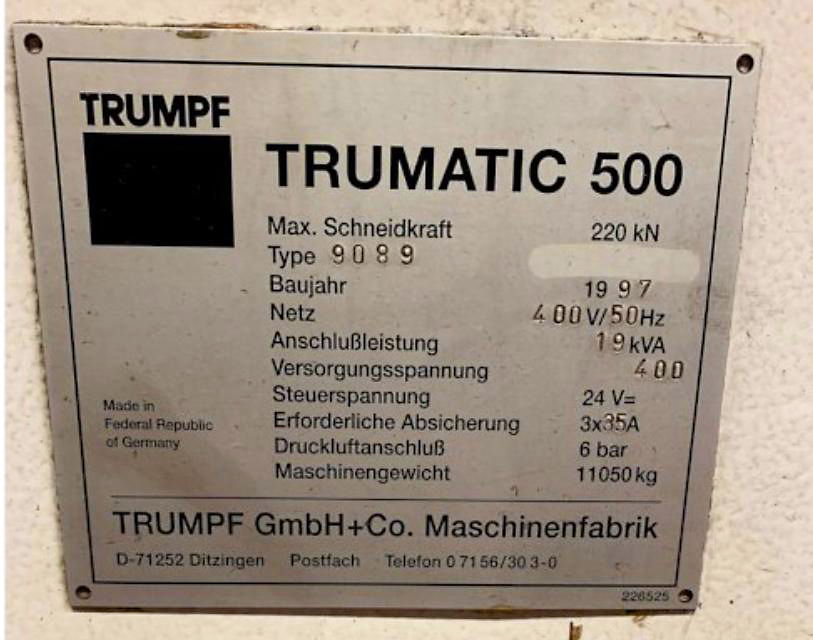 TRUMPF
TRUMATIC 500
Max. Schneidkraft 220 kN
Type 9089
Baujahr 1997
Netz 400V/50Hz
Anschlußleistung 19kVA
Versorgungsspannung 400
Steuerspannung 24 V=
Erforderliche Absicherung 3x35A
Druckluftanschluß 6 bar
Maschinengewicht 11050kg
Made in
Federal Republic
of Germany
TRUMPF GmbH+Co. Maschinenfabrik
D-71252 Ditzingen Postfach Telefon 07156/303-0
226525